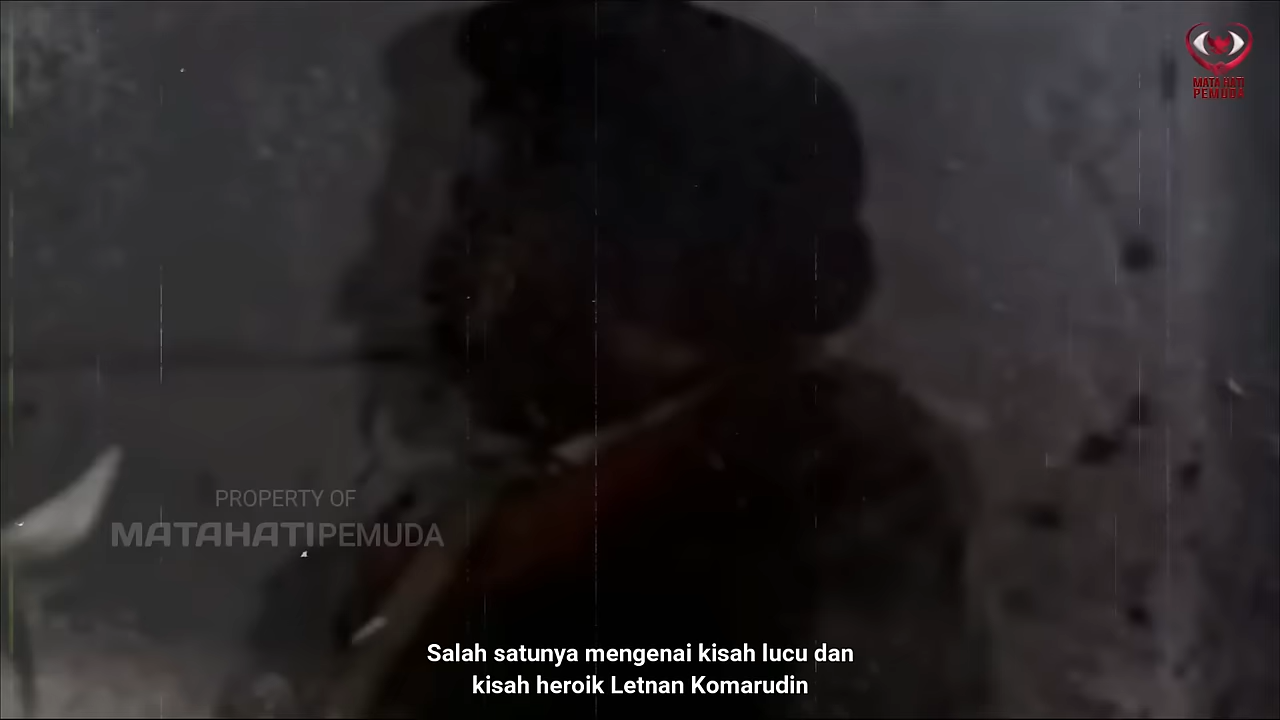 MATA HATI
PEMUDA
PROPERTY OF
MATAHATIPEMUDA
Salah satunya mengenai kisah lucu dan
kisah heroik Letnan Komarudin